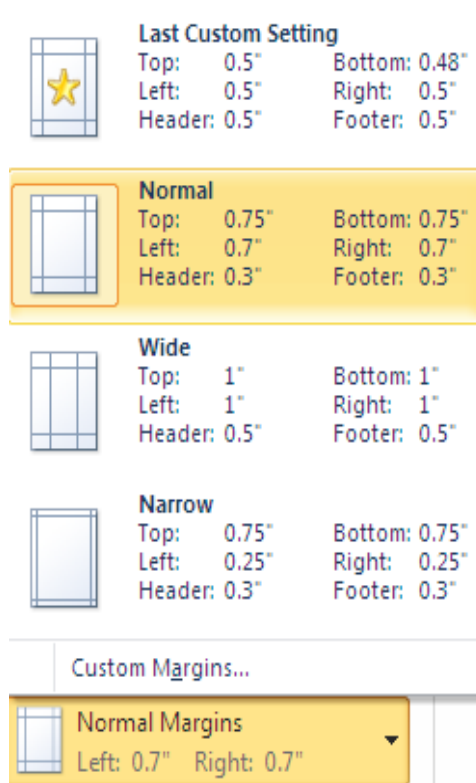 Last Custom Setting
Top: 0.5" Bottom: 0.48"
Left: 0.5" Right: 0.5"
Header: 0.5" Footer: 0.5"
Normal
Top: 0.75" Bottom: 0.75"
Left: 0.7" Right: 0.7"
Header: 0.3" Footer: 0.3"
Wide
Top: 1" Bottom: 1"
Left: 1" Right: 1"
Header: 0.5" Footer: 0.5"
Narrow
Top: 0.75" Bottom: 0.75"
Left: 0.25" Right: 0.25"
Header: 0.3" Footer: 0.3"
Custom Margins...
Normal Margins
Left: 0.7" Right: 0.7"